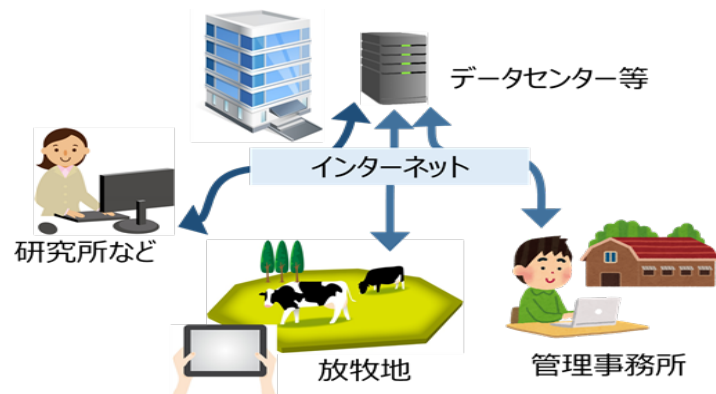 データセンター等
インターネット
研究所など
放牧地
管理事務所